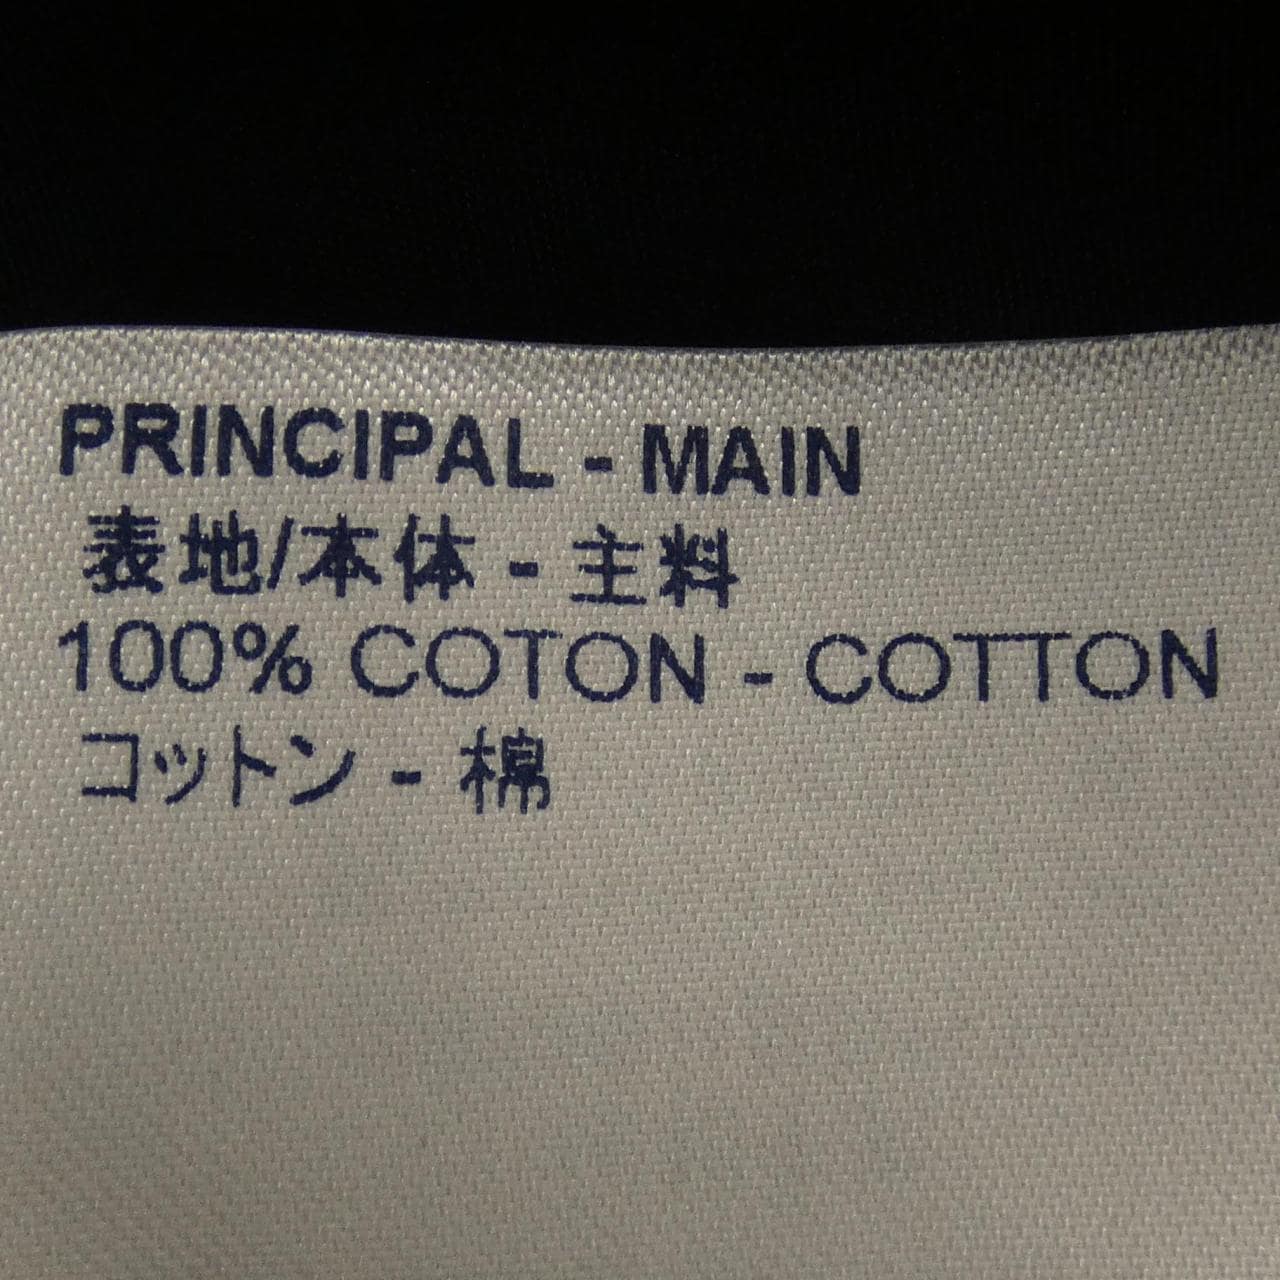 PRINCIPAL - MAIN
表地/本体 - 主料
100% COTON - COTTON
コットン - 棉